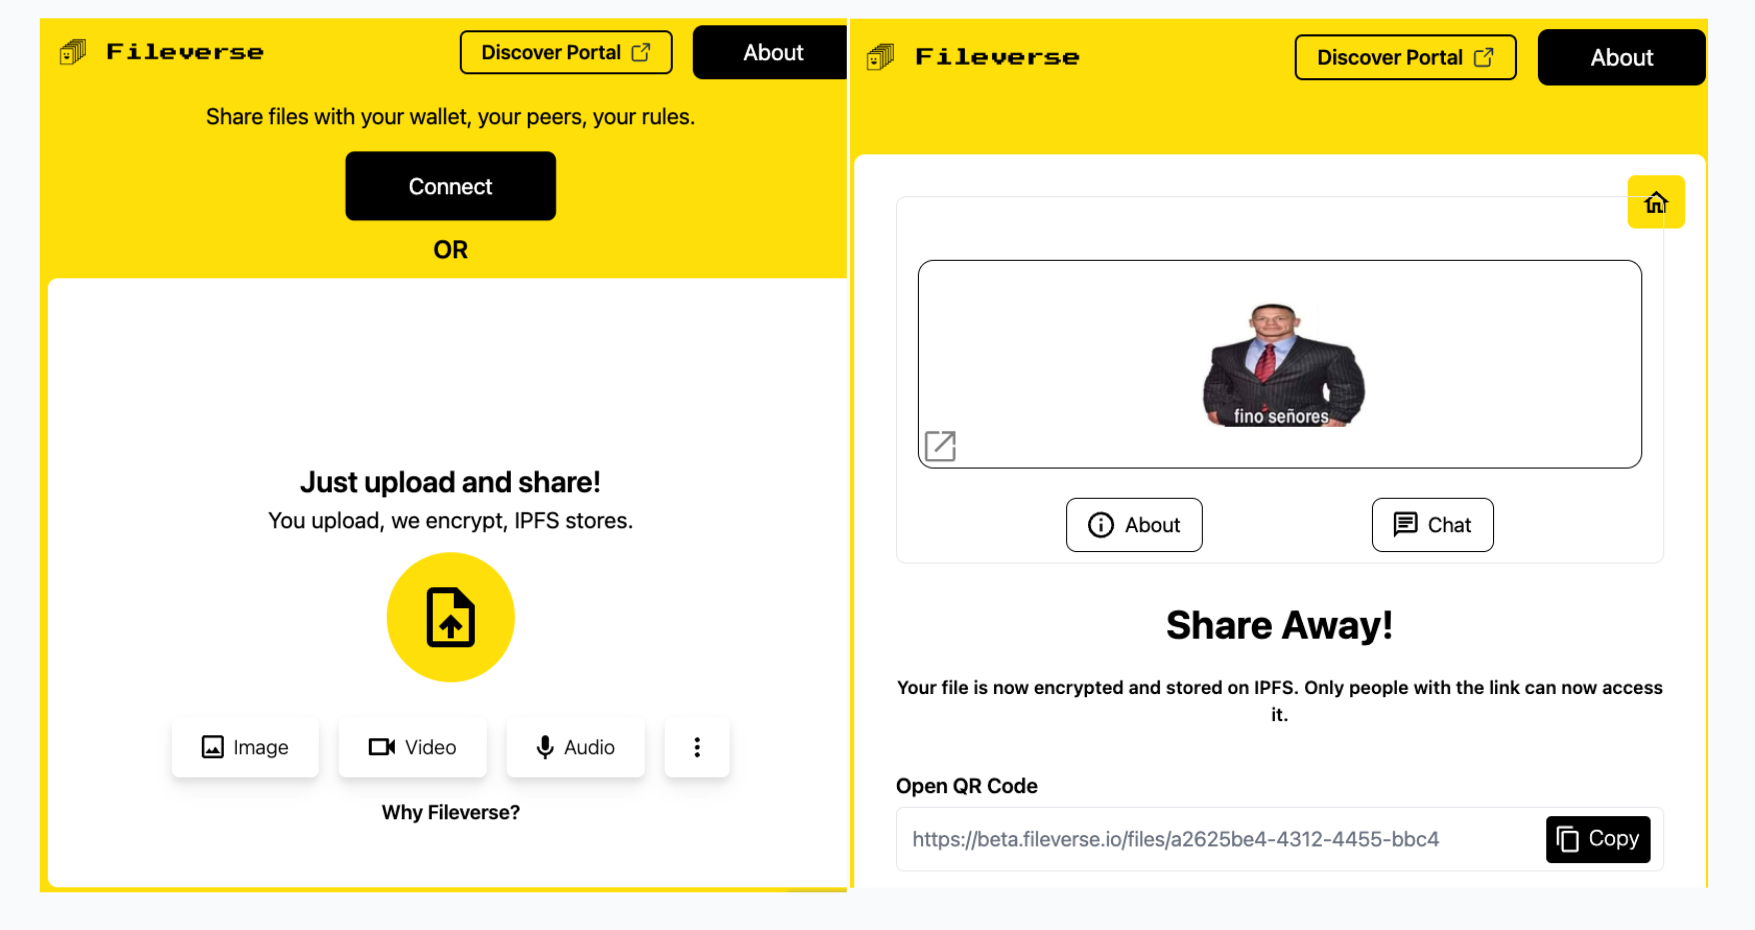 Fileverse
Discover Portal
About
Share files with your wallet, your peers, your rules.
Connect
OR
Just upload and share!
You upload, we encrypt, IPFS stores.
Image
Video
Audio
Why Fileverse?
Fileverse
Discover Portal
About
fino señores
About
Chat
Share Away!
Your file is now encrypted and stored on IPFS. Only people with the link can now access
it.
Open QR Code
https://beta.fileverse.io/files/a2625be4-4312-4455-bbc4
Copy